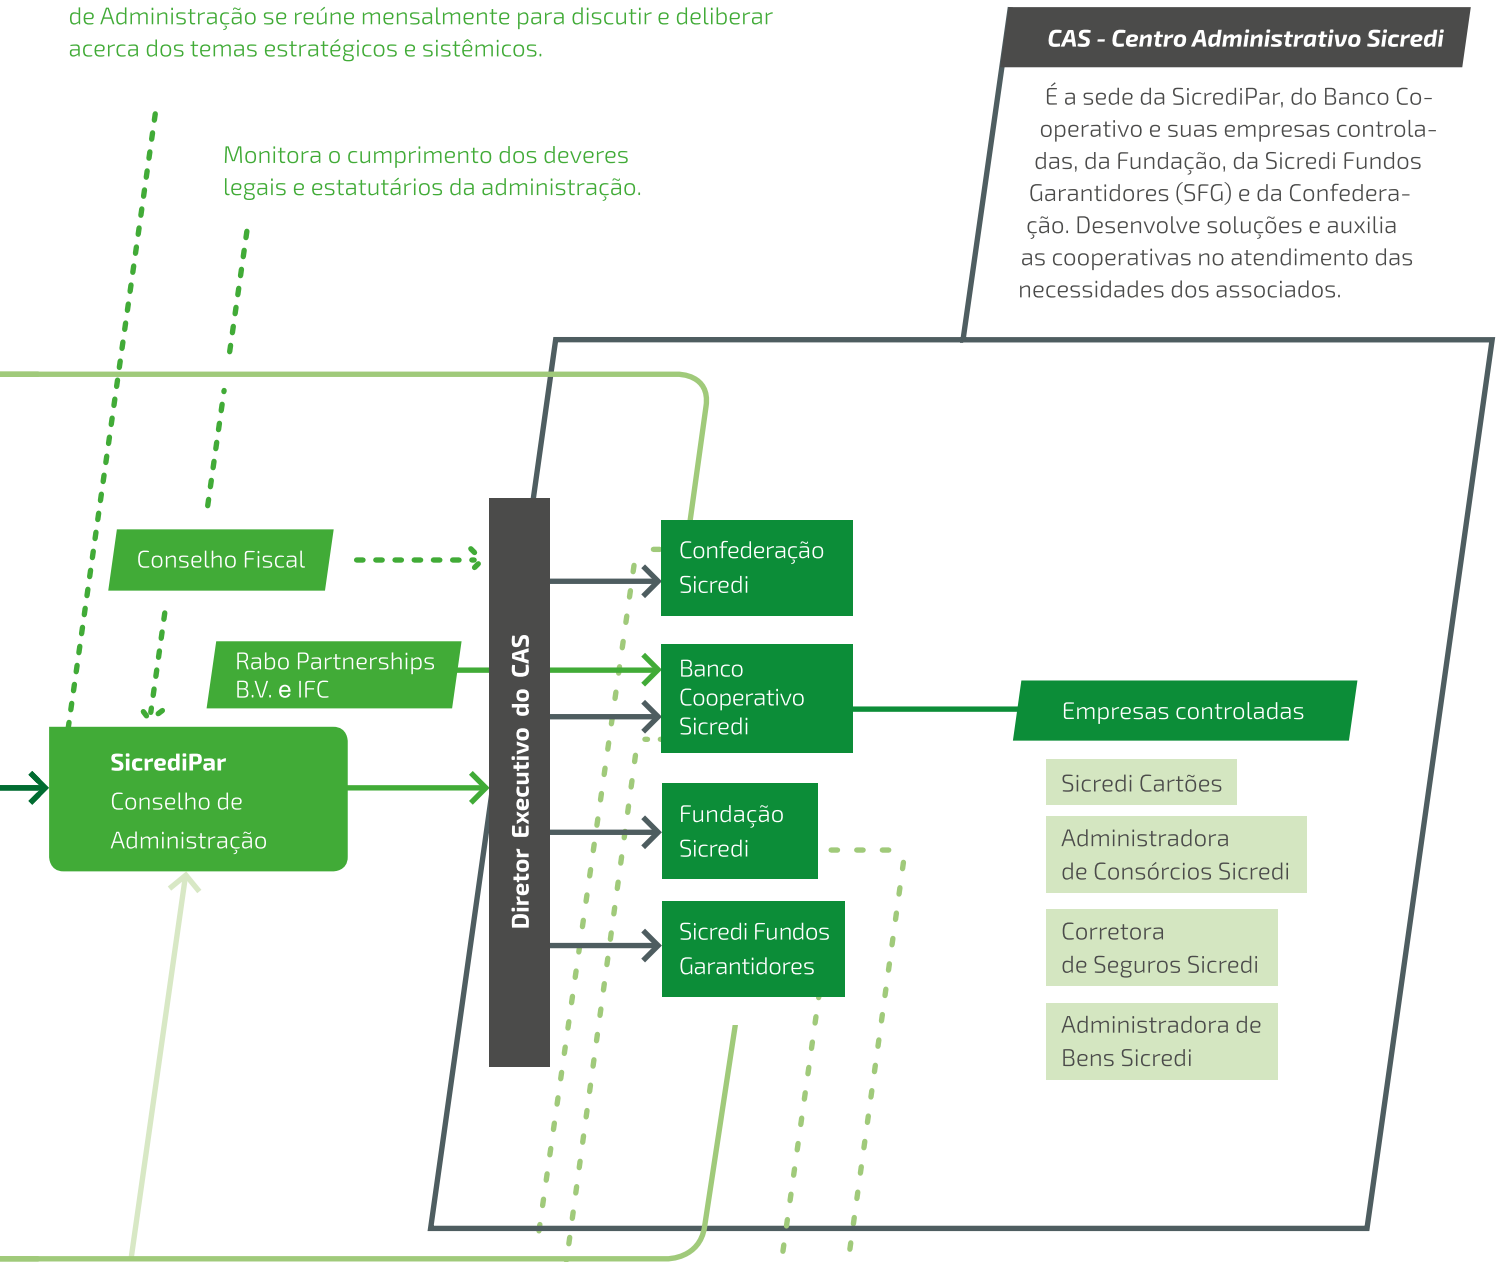 de Administração se reúne mensalmente para discutir e deliberar
acerca dos temas estratégicos e sistêmicos.
CAS - Centro Administrativo Sicredi
É a sede da SicrediPar, do Banco Co-
operativo e suas empresas controla-
das, da Fundação, da Sicredi Fundos
Garantidores (SFG) e da Confedera-
ção. Desenvolve soluções e auxilia
as cooperativas no atendimento das
necessidades dos associados.
Monitora o cumprimento dos deveres
legais e estatutários da administração.
Conselho Fiscal
Rabo Partnerships
B.V. e IFC
SicrediPar
Conselho de
Administração
Diretor Executivo do CAS
Confederação
Sicredi
Banco
Cooperativo
Sicredi
Fundação
Sicredi
Sicredi Fundos
Garantidores
Empresas controladas
Sicredi Cartões
Administradora
de Consórcios Sicredi
Corretora
de Seguros Sicredi
Administradora de
Bens Sicredi